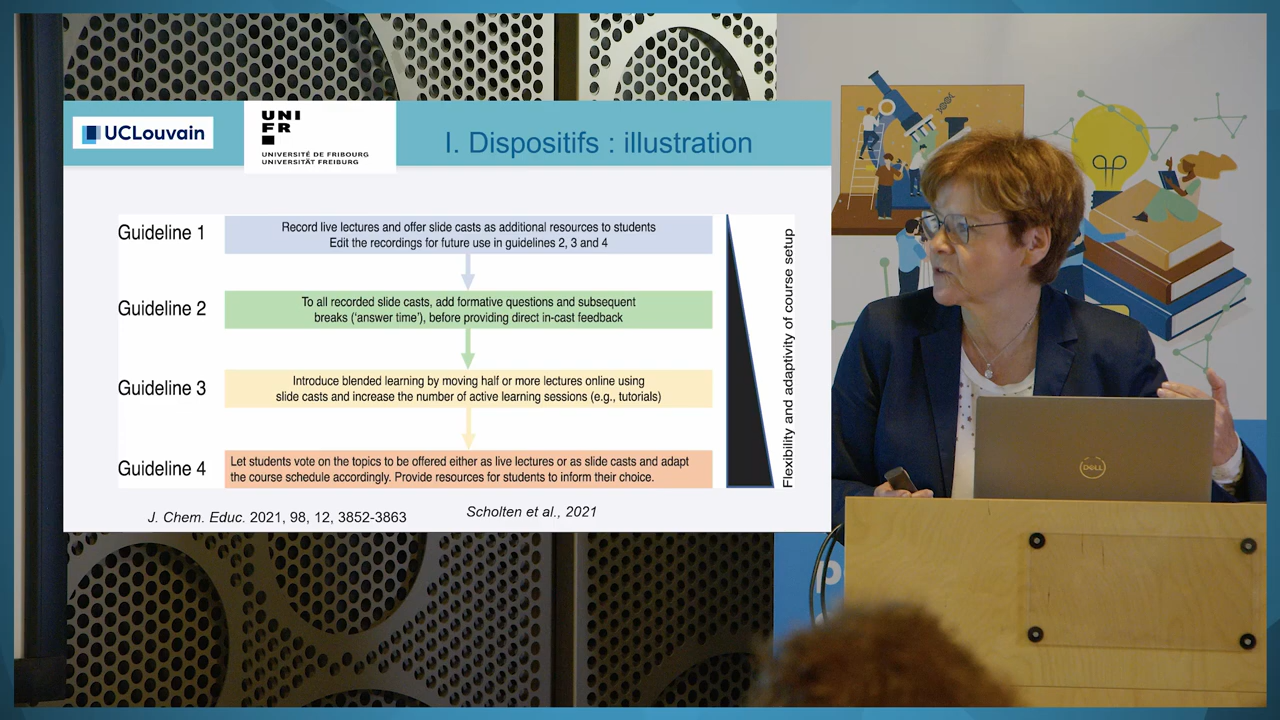 UCLouvain
UNI
FR
UNIVERSITÉ DE FRIBOURG
UNIVERSITÄT FREIBURG
I. Dispositifs : illustration
Guideline 1
Record live lectures and offer slide casts as additional resources to students
Edit the recordings for future use in guidelines 2, 3 and 4
Guideline 2
To all recorded slide casts, add formative questions and subsequent
breaks (‘answer time’), before providing direct in-cast feedback
Guideline 3
Introduce blended learning by moving half or more lectures online using
slide casts and increase the number of active learning sessions (e.g., tutorials)
Guideline 4
Let students vote on the topics to be offered either as live lectures or as slide casts and adapt
the course schedule accordingly. Provide resources for students to inform their choice.
Flexibility and adaptivity of course setup
J. Chem. Educ. 2021, 98, 12, 3852-3863
Scholten et al., 2021
DELL